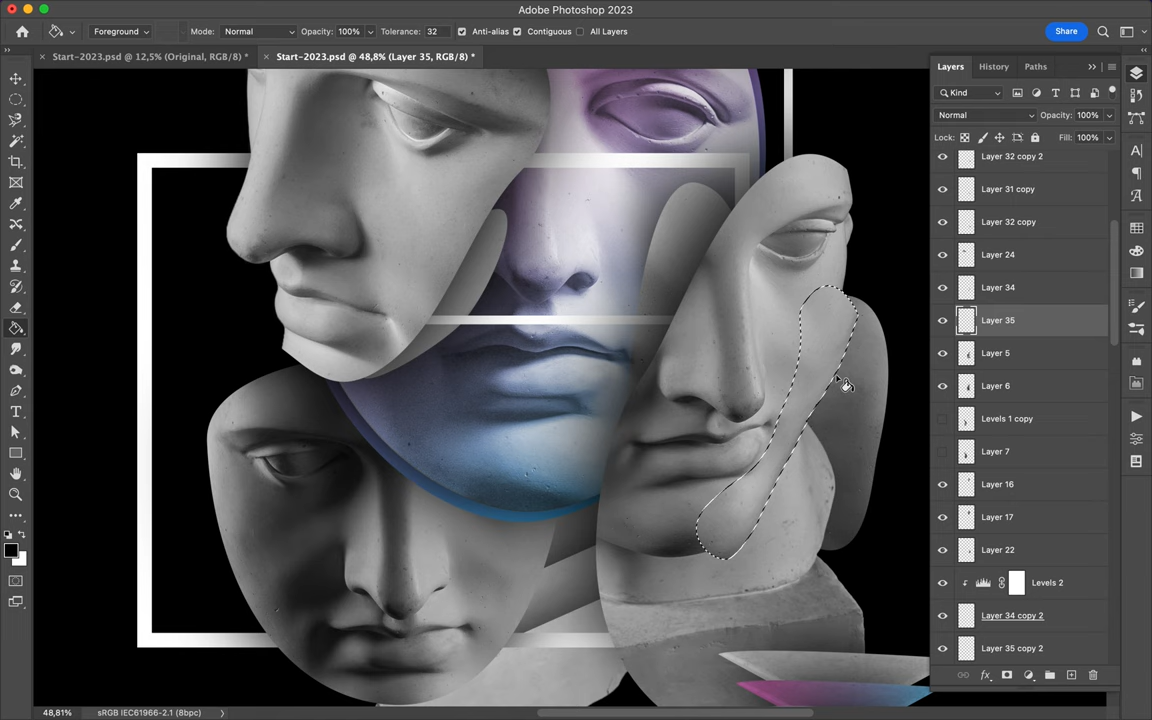 Adobe Photoshop 2023
Foreground Mode: Normal Opacity: 100% Tolerance: 32 Anti-alias Contiguous All Layers Share
Start-2023.psd @ 12,5% (Original, RGB/8) * Start-2023.psd @ 48,8% (Layer 35, RGB/8) *
Layers History Paths
Kind
Normal Opacity: 100%
Lock: Fill: 100%
Layer 32 copy 2
Layer 31 copy
Layer 32 copy
Layer 24
Layer 34
Layer 35
Layer 5
Layer 6
Levels 1 copy
Layer 7
Layer 16
Layer 17
Layer 22
Levels 2
Layer 34 copy 2
Layer 35 copy 2
48,81% sRGB IEC61966-2.1 (8bpc)